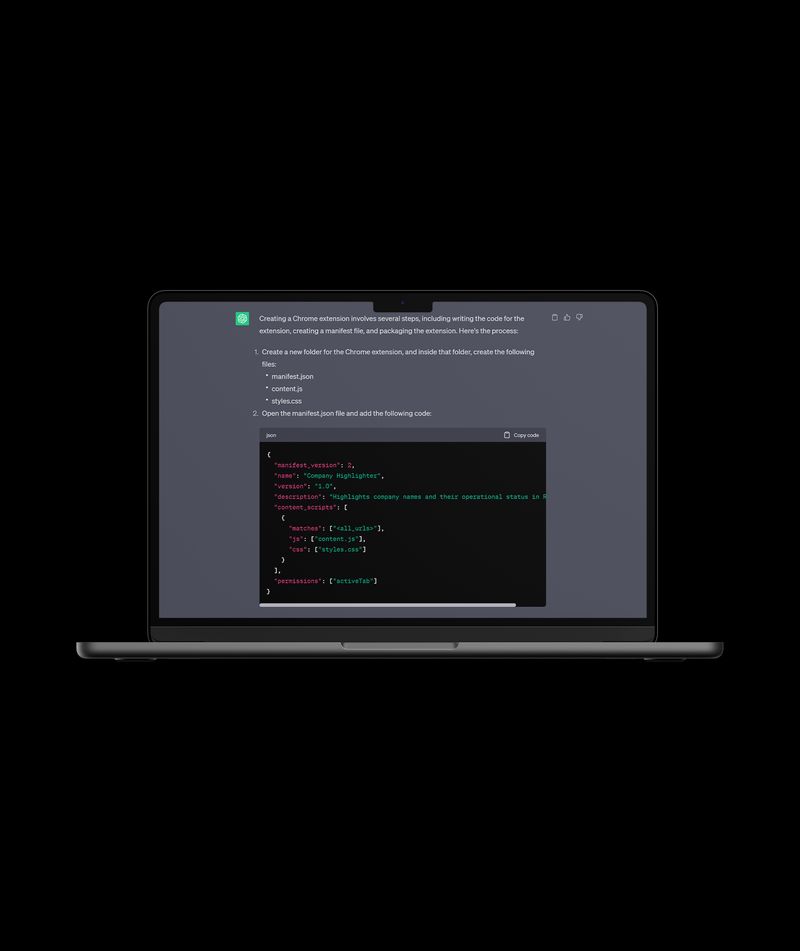 Creating a Chrome extension involves several steps, including writing the code for the
extension, creating a manifest file, and packaging the extension. Here's the process:
1. Create a new folder for the Chrome extension, and inside that folder, create the following
files:
• manifest.json
• content.js
• styles.css
2. Open the manifest.json file and add the following code:
json Copy code
{
"manifest_version": 2,
"name": "Company Highlighter",
"version": "1.0",
"description": "Highlights company names and their operational status in
"content_scripts": [
{
"matches": ["<all_urls>"],
"js": ["content.js"],
"css": ["styles.css"]
}
],
"permissions": ["activeTab"]
}